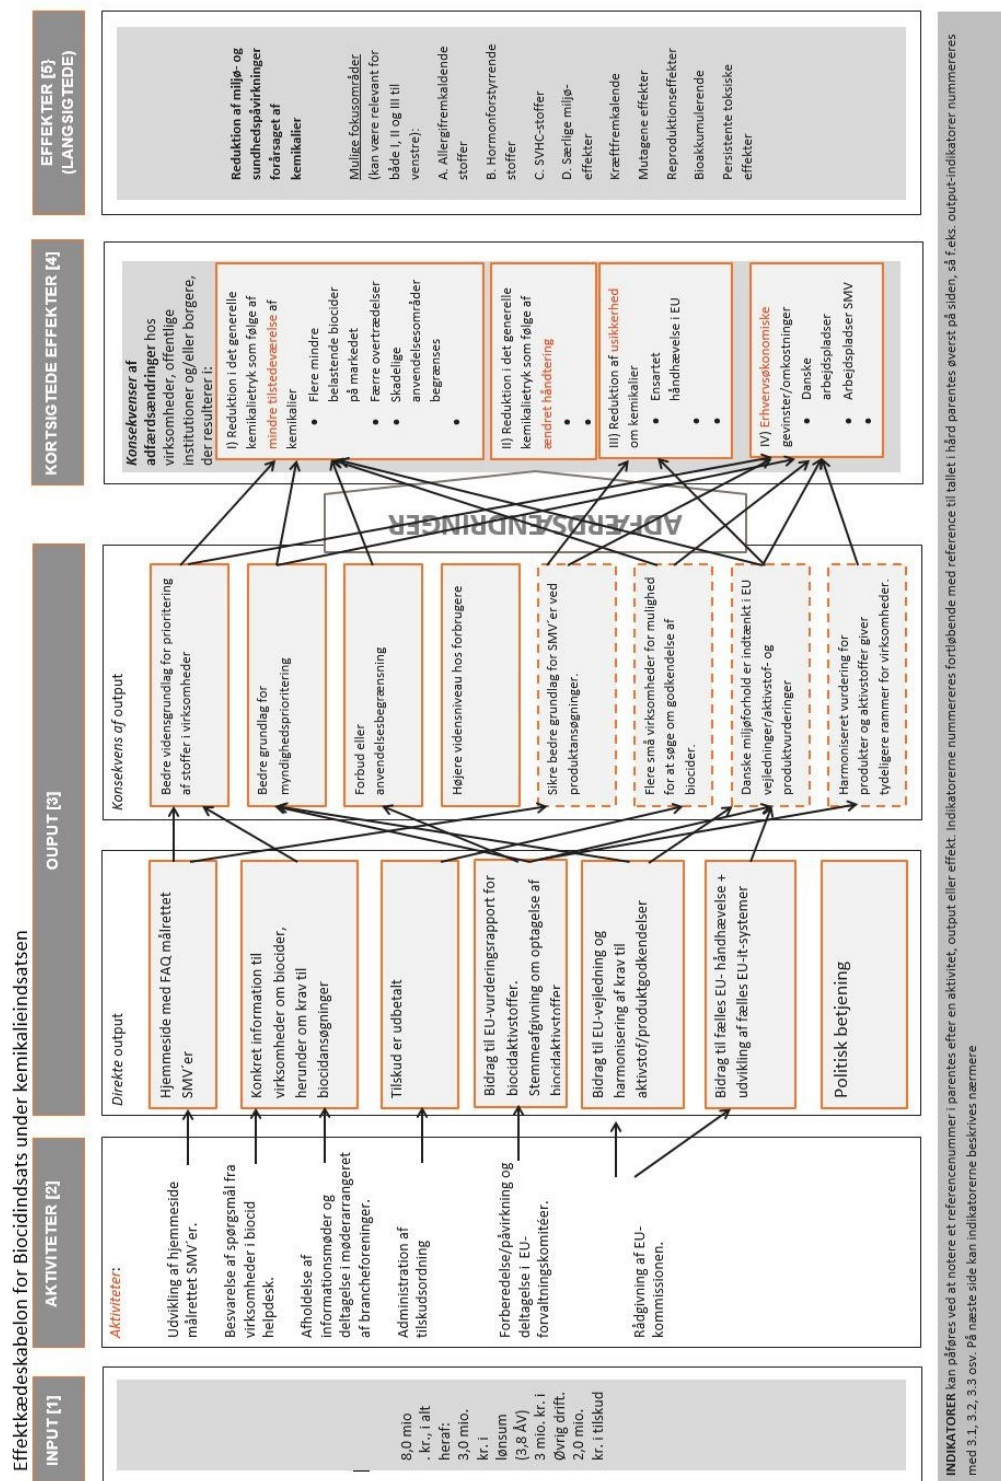 Effektkædeskabelon for Biocidindsats under kemikalieindsatsen
INPUT [1]
AKTIVITETER [2]
OUPUT [3]
KORTSIGTEDE EFFEKTER [4]
EFFEKTER [5}
(LANGSIGTEDE)
8,0 mio
. kr., i alt
heraf:
3,0 mio.
kr. i
lønsum
(3,8 ÅV)
3 mio. kr. i
Øvrig drift.
2,0 mio.
kr. i tilskud
Aktiviteter:
Udvikling af hjemmeside
målrettet SMV´er.
Besvarelse af spørgsmål fra
virksomheder i biocid
helpdesk.
Afholdelse af
informationsmøder og
deltagelse i møderarrangeret
af brancheforeninger.
Administration af
tilskudsordning
Forberedelse/påvirkning og
deltagelse i EU-
forvaltningskomitéer.
Rådgivning af EU-
kommissionen.
Direkte output
Hjemmeside med FAQ målrettet
SMV´er
Konkret information til
virksomheder om biocider,
herunder om krav til
biocidansøgninger
Tilskud er udbetalt
Bidrag til EU-vurderingsrapport for
biocidaktivstoffer.
Stemmeafgivning om optagelse af
biocidaktivstoffer
Bidrag til EU-vejledning og
harmonisering af krav til
aktivstof/produktgodkendelser
Bidrag til fælles EU- håndhævelse +
udvikling af fælles EU-it-systemer
Politisk betjening
Konsekvens af output
Bedre vidensgrundlag for prioritering
af stoffer i virksomheder
Bedre grundlag for
myndighedsprioritering
Forbud eller
anvendelsesbegrænsning
Højere vidensniveau hos forbrugere
Sikre bedre grundlag for SMV´er ved
produktansøgninger.
Flere små virksomheder for mulighed
for at søge om godkendelse af
biocider.
Danske miljøforhold er indtænkt i EU
vejledninger/aktivstof- og
produktvurderinger
Harmoniseret vurdering for
produkter og aktivstoffer giver
tydeligere rammer for virksomheder.
ADFÆRDSÆNDRINGER
Konsekvenser af
adfærdsændringer hos
virksomheder, offentlige
institutioner og/eller borgere,
der resulterer i:
I) Reduktion i det generelle
kemikalietryk som følge af
mindre tilstedeværelse af
kemikalier
• Flere mindre
belastende biocider
på markedet
• Færre overtrædelser
• Skadelige
anvendelsesområder
begrænses
•
II) Reduktion i det generelle
kemikalietryk som følge af
ændret håndtering
•
•
III) Reduktion af usikkerhed
om kemikalier
• Ensartet
håndhævelse i EU
•
•
IV) Erhvervsøkonomiske
gevinster/omkostninger
• Danske
arbejdspladser
• Arbejdspladser SMV
•
Reduktion af miljø- og
sundhedspåvirkninger
forårsaget af
kemikalier
Mulige fokusområder
(kan være relevant for
både I, II og III til
venstre):
A. Allergifremkaldende
stoffer
B. Hormonforstyrrende
stoffer
C. SVHC-stoffer
D. Særlige miljø-
effekter
Kræftfremkalende
Mutagene effekter
Reproduktionseffekter
Bioakkumulerende
Persistente toksiske
effekter
INDIKATORER kan påføres ved at notere et referencenummer i parentes efter en aktivitet, output eller effekt. Indikatorerne nummereres fortløbende med reference til tallet i hård parentes øverst på siden, så f.eks. output-indikatorer nummereres
med 3.1, 3.2, 3.3 osv. På næste side kan indikatorerne beskrives nærmere